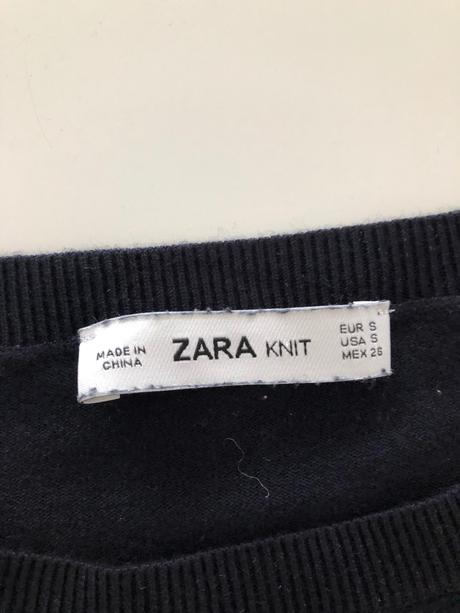 MADE IN
CHINA
ZARA KNIT
EUR S
USA S
MEX 26